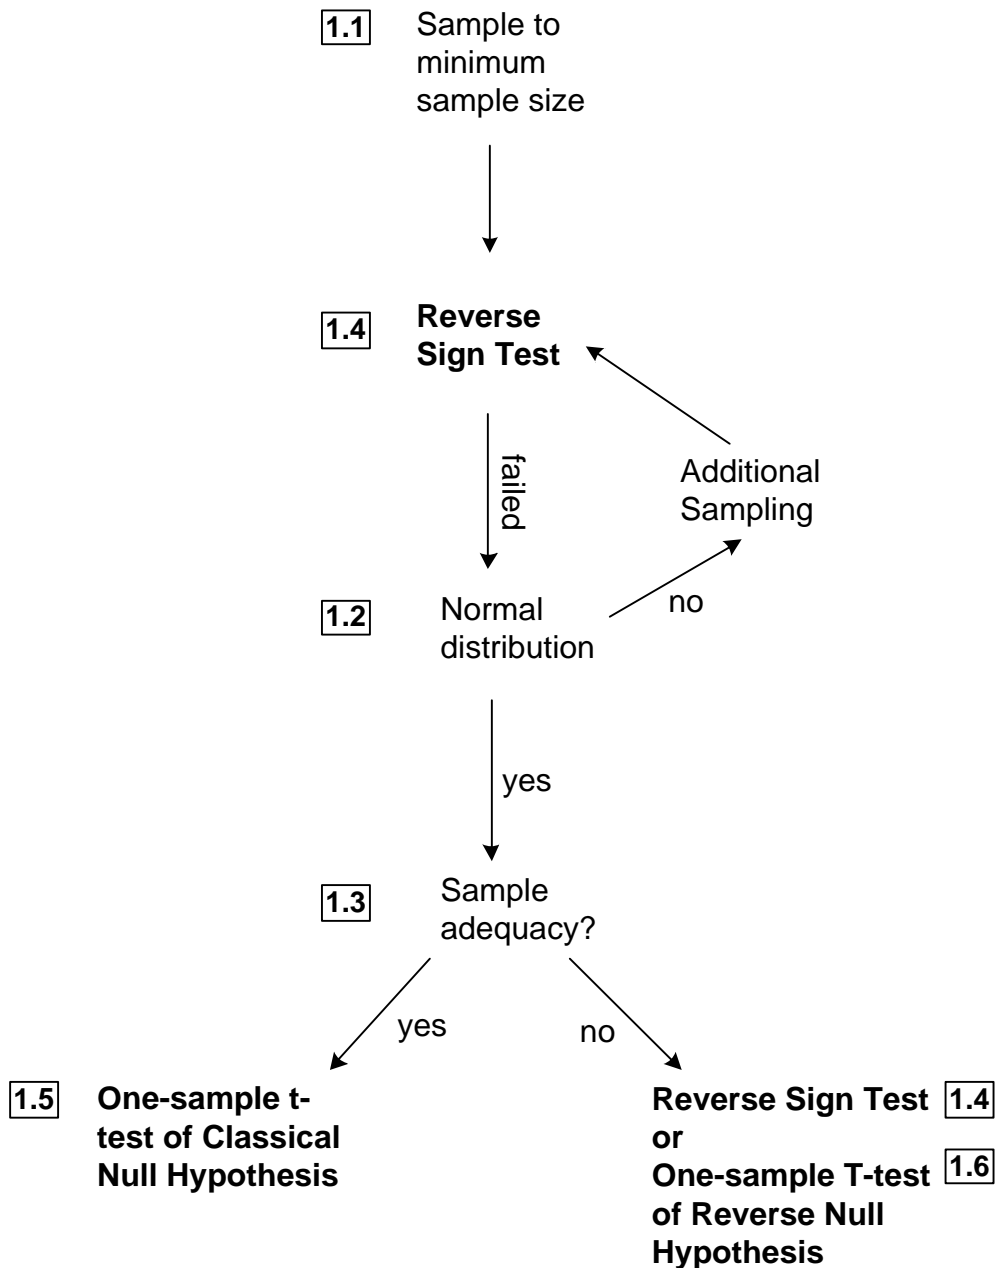 1.1 Sample to
minimum
sample size
1.4 Reverse
Sign Test
failed
Additional
Sampling
1.2 Normal
distribution
no
yes
1.3 Sample
adequacy?
yes
no
1.5 One-sample t-
test of Classical
Null Hypothesis
Reverse Sign Test 1.4
or
One-sample T-test 1.6
of Reverse Null
Hypothesis